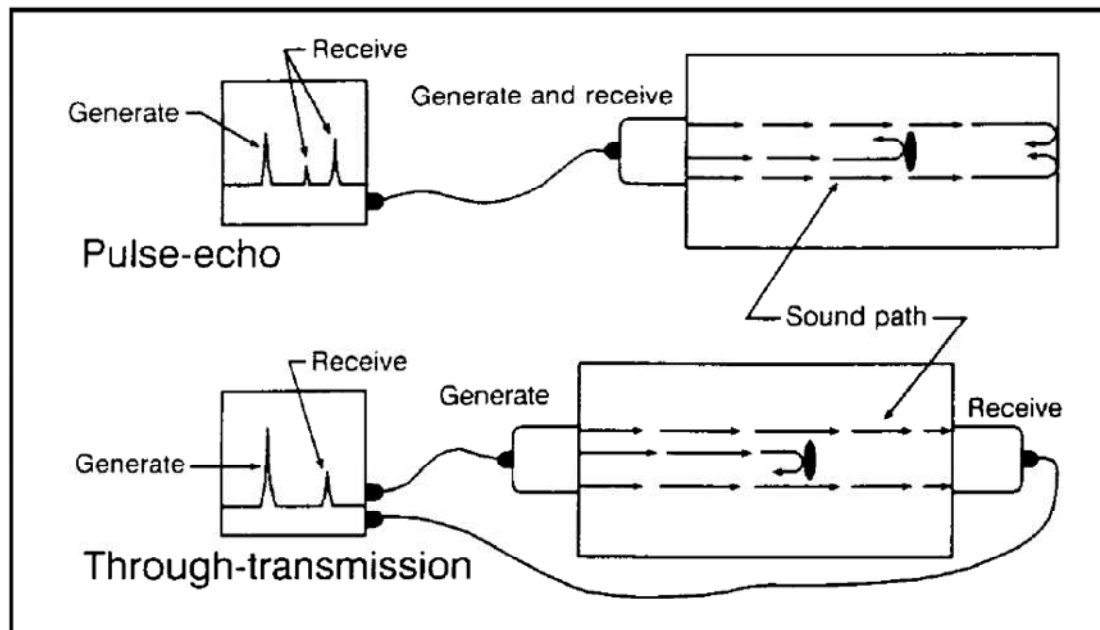 Receive
Generate
Generate and receive
Pulse-echo
Sound path
Receive
Generate
Receive
Generate
Through-transmission